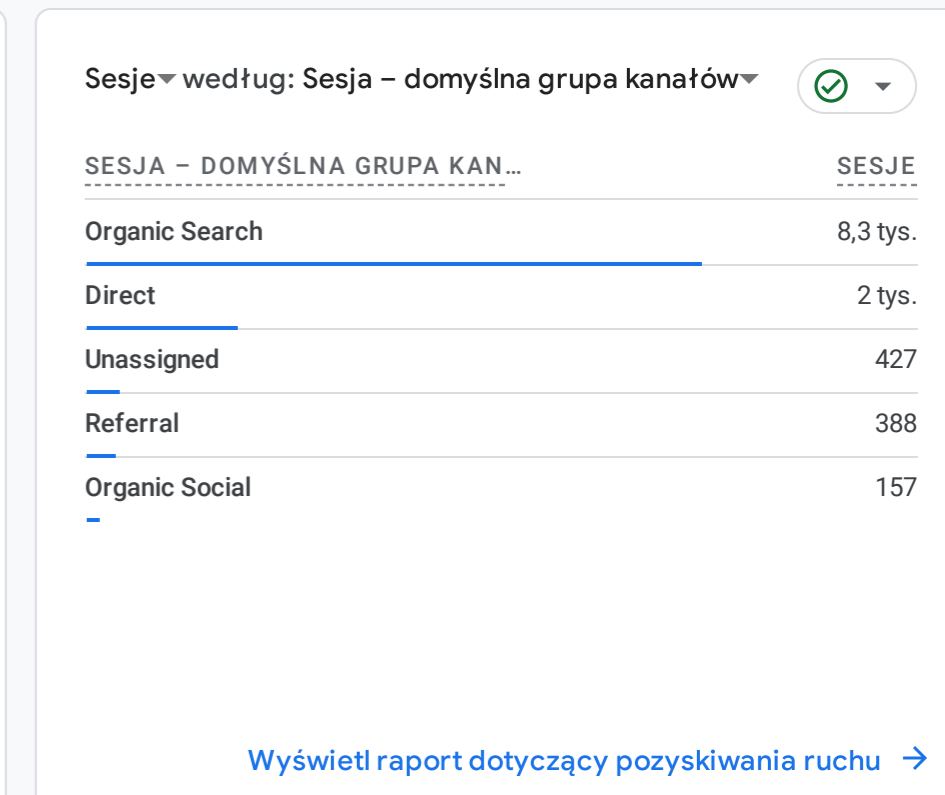 Sesje według: Sesja – domyślna grupa kanałów
SESJA – DOMYŚLNA GRUPA KAN… SESJE
Organic Search 8,3 tys.
Direct 2 tys.
Unassigned 427
Referral 388
Organic Social 157
Wyświetl raport dotyczący pozyskiwania ruchu